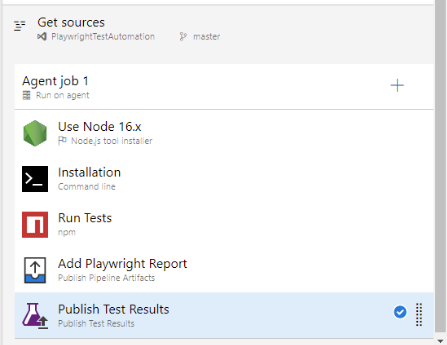 Get sources
PlaywrightTestAutomation master
Agent job 1
Run on agent
Use Node 16.x
Node.js tool installer
Installation
Command line
Run Tests
npm
Add Playwright Report
Publish Pipeline Artifacts
Publish Test Results
Publish Test Results